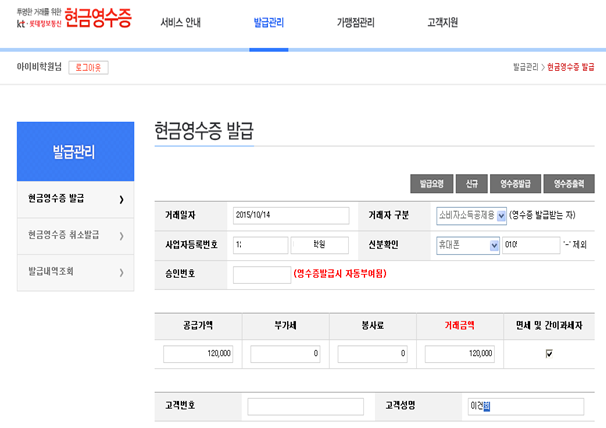 투명한 거래를 위한
kt·롯데정보통신 현금영수증
서비스 안내 발급관리 가맹점관리 고객지원
아이비학원님 로그아웃 발급관리 > 현금영수증 발급
발급관리
현금영수증 발급
현금영수증 취소발급
발급내역조회
현금영수증 발급
발급요령 신규 영수증발급 영수증출력
거래일자 2015/10/14 거래자 구분 소비자소득공제용 (영수증 발급받는 자)
사업자등록번호 학원 신분확인 휴대폰 010 '-' 제외
승인번호 (영수증발급시 자동부여됨)
공급가액 부가세 봉사료 거래금액 면세 및 간이과세자
120,000 0 0 120,000
고객번호 고객성명 이건